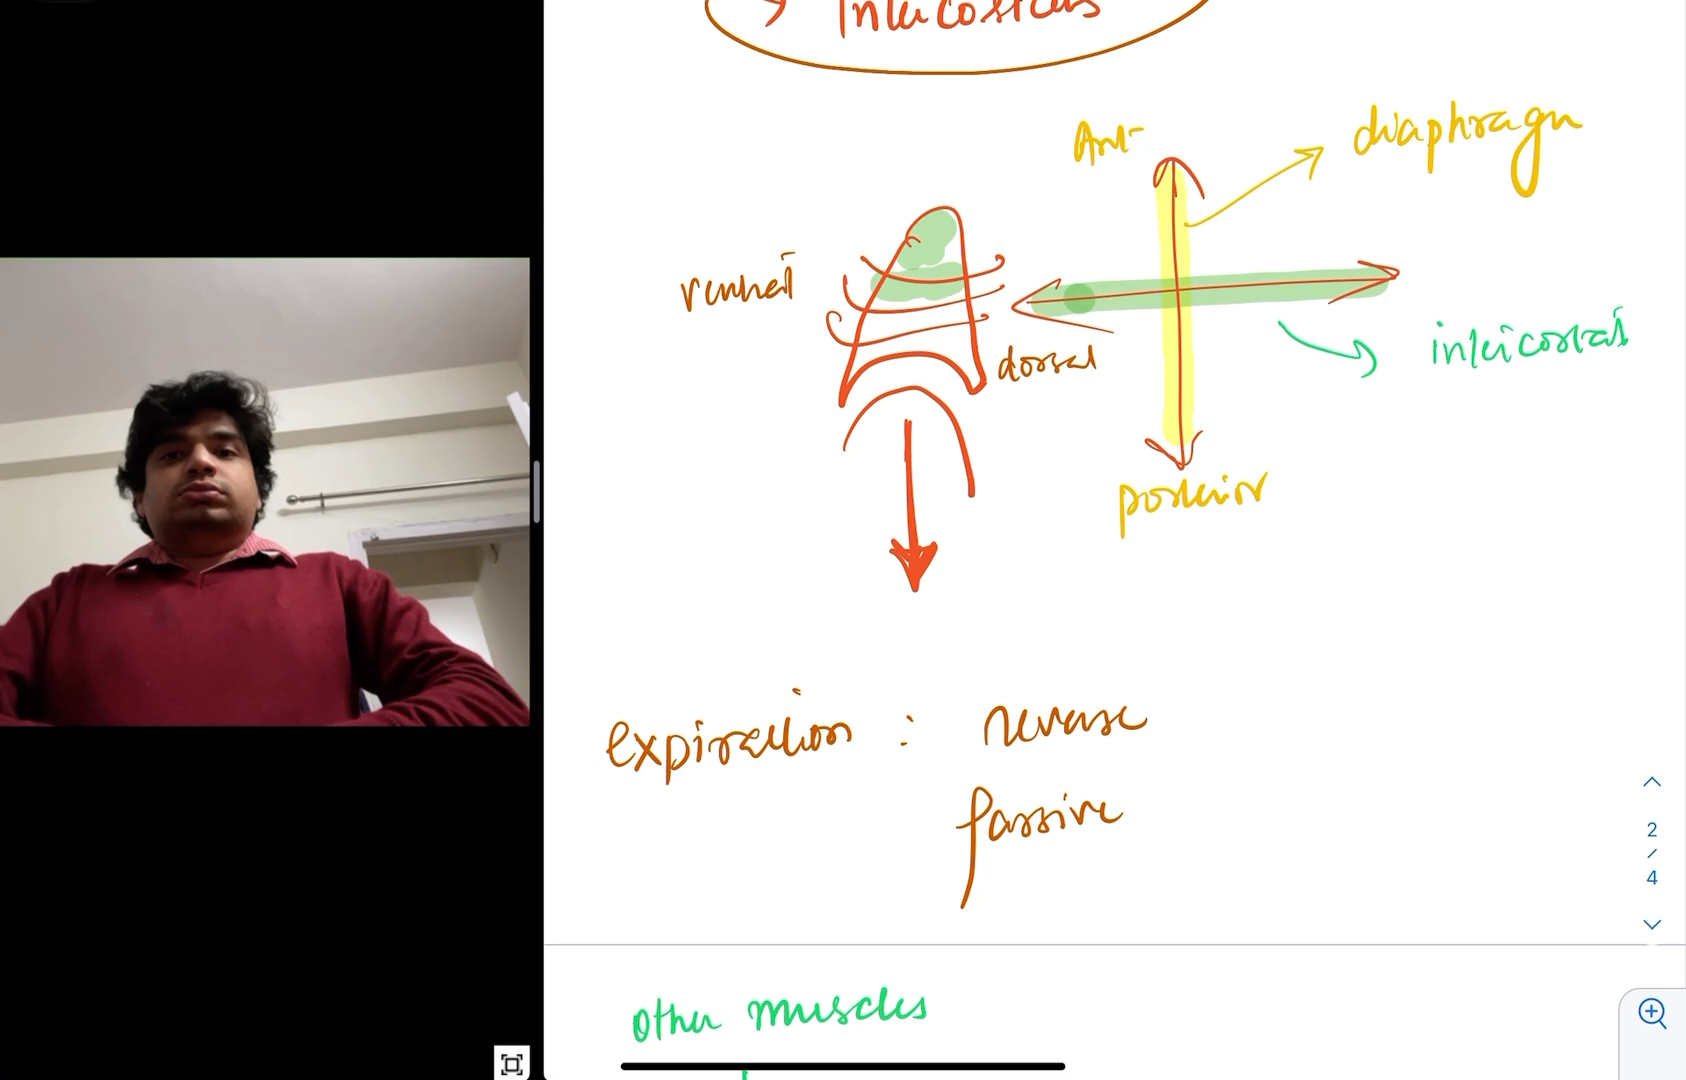 → Intercostals
Ant
diaphragm
ventral
dorsal
intercostals
posterior
expiration : reverse
passive
2
/
4
other muscles